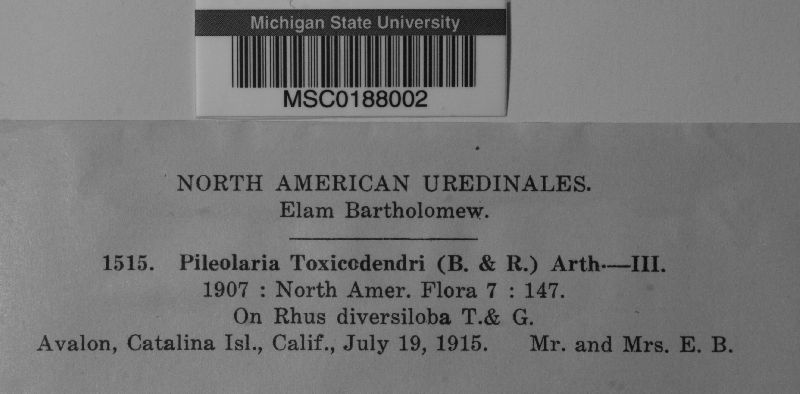 Michigan State University
MSC0188002
NORTH AMERICAN UREDINALES.
Elam Bartholomew.
1515. Pileolaria Toxicodendri (B. & R.) Arth.—III.
1907 : North Amer. Flora 7 : 147.
On Rhus diversiloba T.& G.
Avalon, Catalina Isl., Calif., July 19, 1915. Mr. and Mrs. E. B.